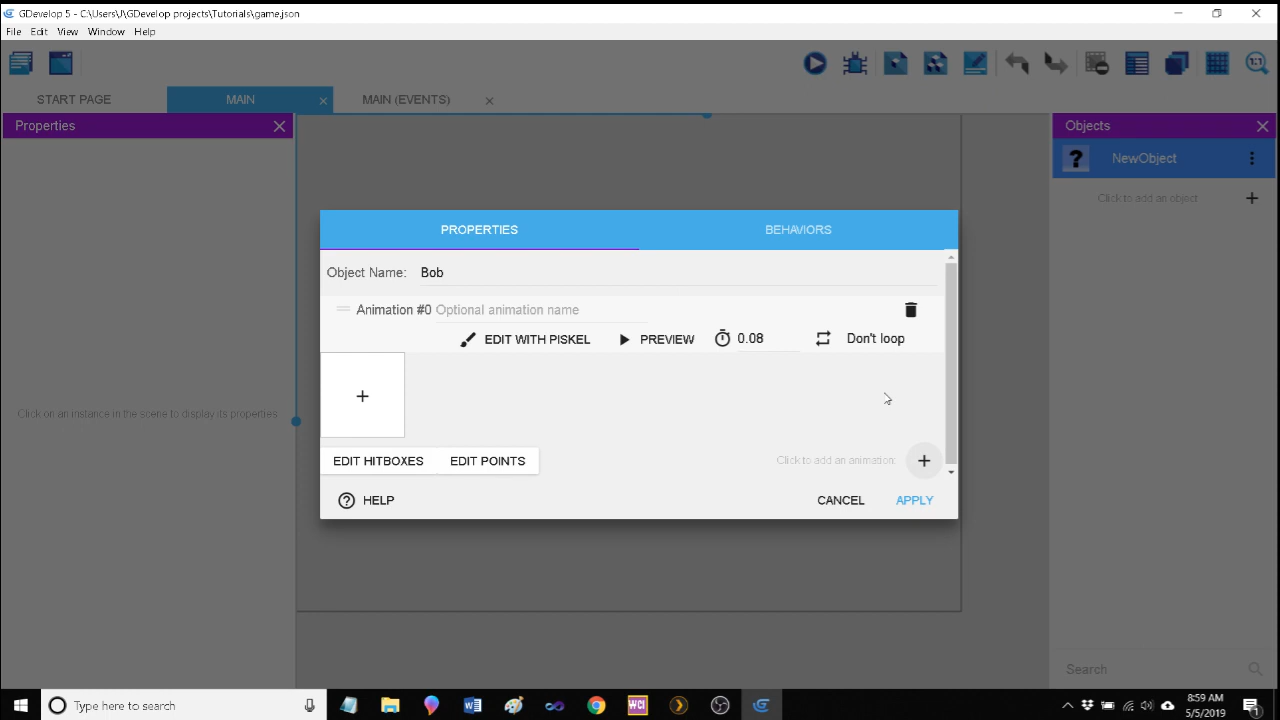 GDevelop 5 - C:\Users\J\GDevelop projects\Tutorials\game.json
File Edit View Window Help
1:1
START PAGE MAIN MAIN (EVENTS)
Properties
Objects
NewObject
Click to add an object
Click on an instance in the scene to display its properties
PROPERTIES BEHAVIORS
Object Name: Bob
Animation #0 Optional animation name
EDIT WITH PISKEL PREVIEW 0.08 Don't loop
EDIT HITBOXES EDIT POINTS Click to add an animation:
HELP CANCEL APPLY
Search
Type here to search
WCI
8:59 AM
5/5/2019
1